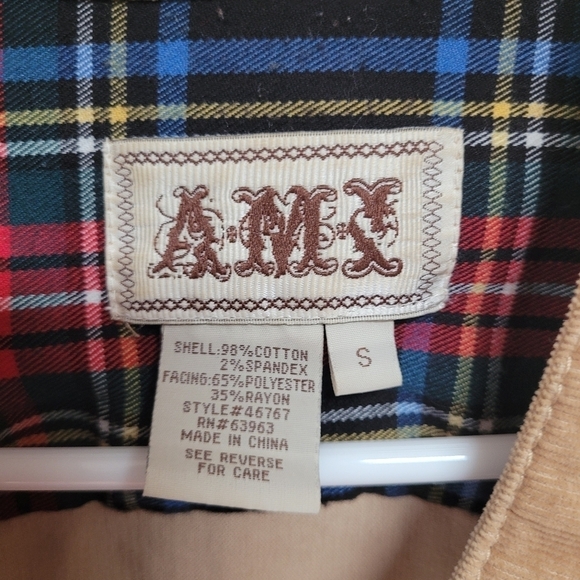 A·M·I
SHELL:98%COTTON
2%SPANDEX
FACING:65%POLYESTER
35%RAYON
STYLE#46767
RN#63963
MADE IN CHINA
SEE REVERSE
FOR CARE
S